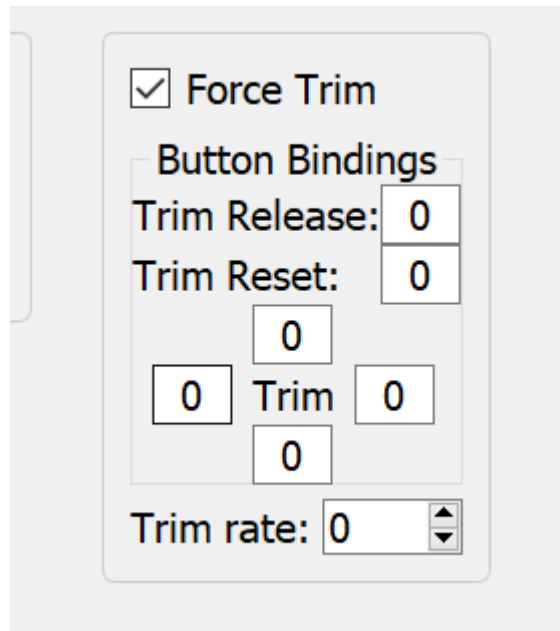 Force Trim
Button Bindings
Trim Release: 0
Trim Reset: 0
0
0 Trim 0
0
Trim rate: 0